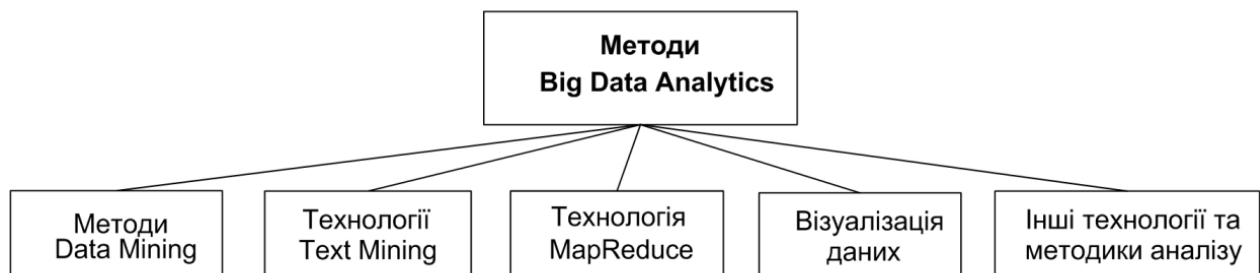 Методи
Big Data Analytics
Методи
Data Mining
Технології
Text Mining
Технологія
MapReduce
Візуалізація
даних
Інші технології та
методики аналізу